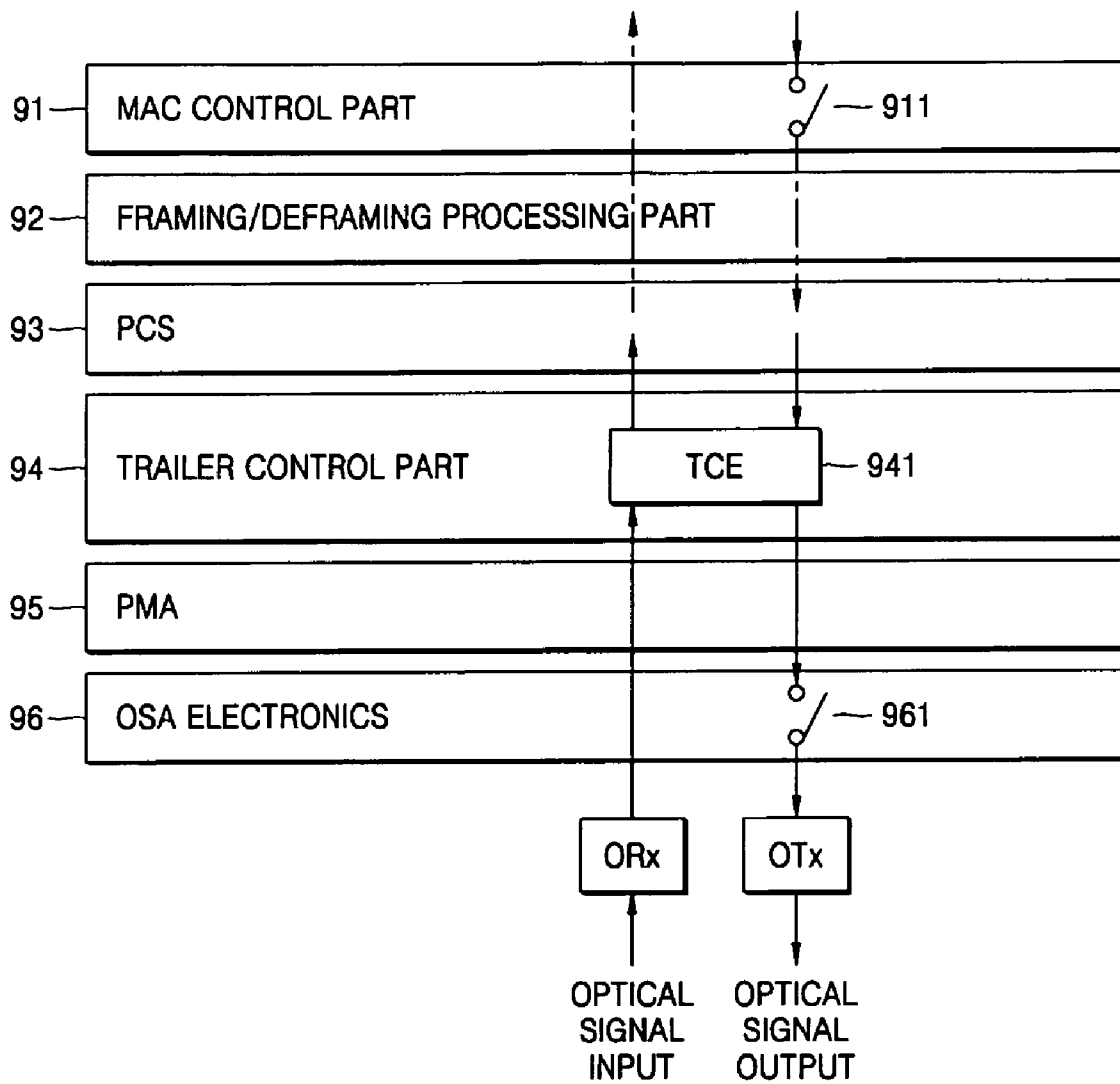 91
MAC CONTROL PART
911
92
FRAMING/DEFRAMING PROCESSING PART
93
PCS
94
TRAILER CONTROL PART
TCE
941
95
PMA
96
OSA ELECTRONICS
961
ORx
OTx
OPTICAL
SIGNAL
INPUT
OPTICAL
SIGNAL
OUTPUT